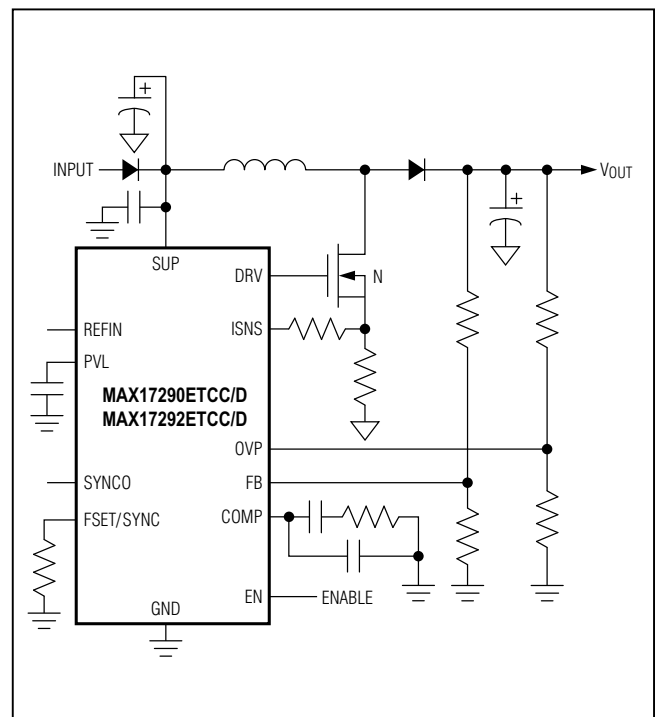 +
INPUT
VOUT
+
SUP
DRV
N
REFIN
ISNS
PVL
MAX17290ETCC/D
MAX17292ETCC/D
OVP
SYNCO
FB
FSET/SYNC
COMP
EN
ENABLE
GND